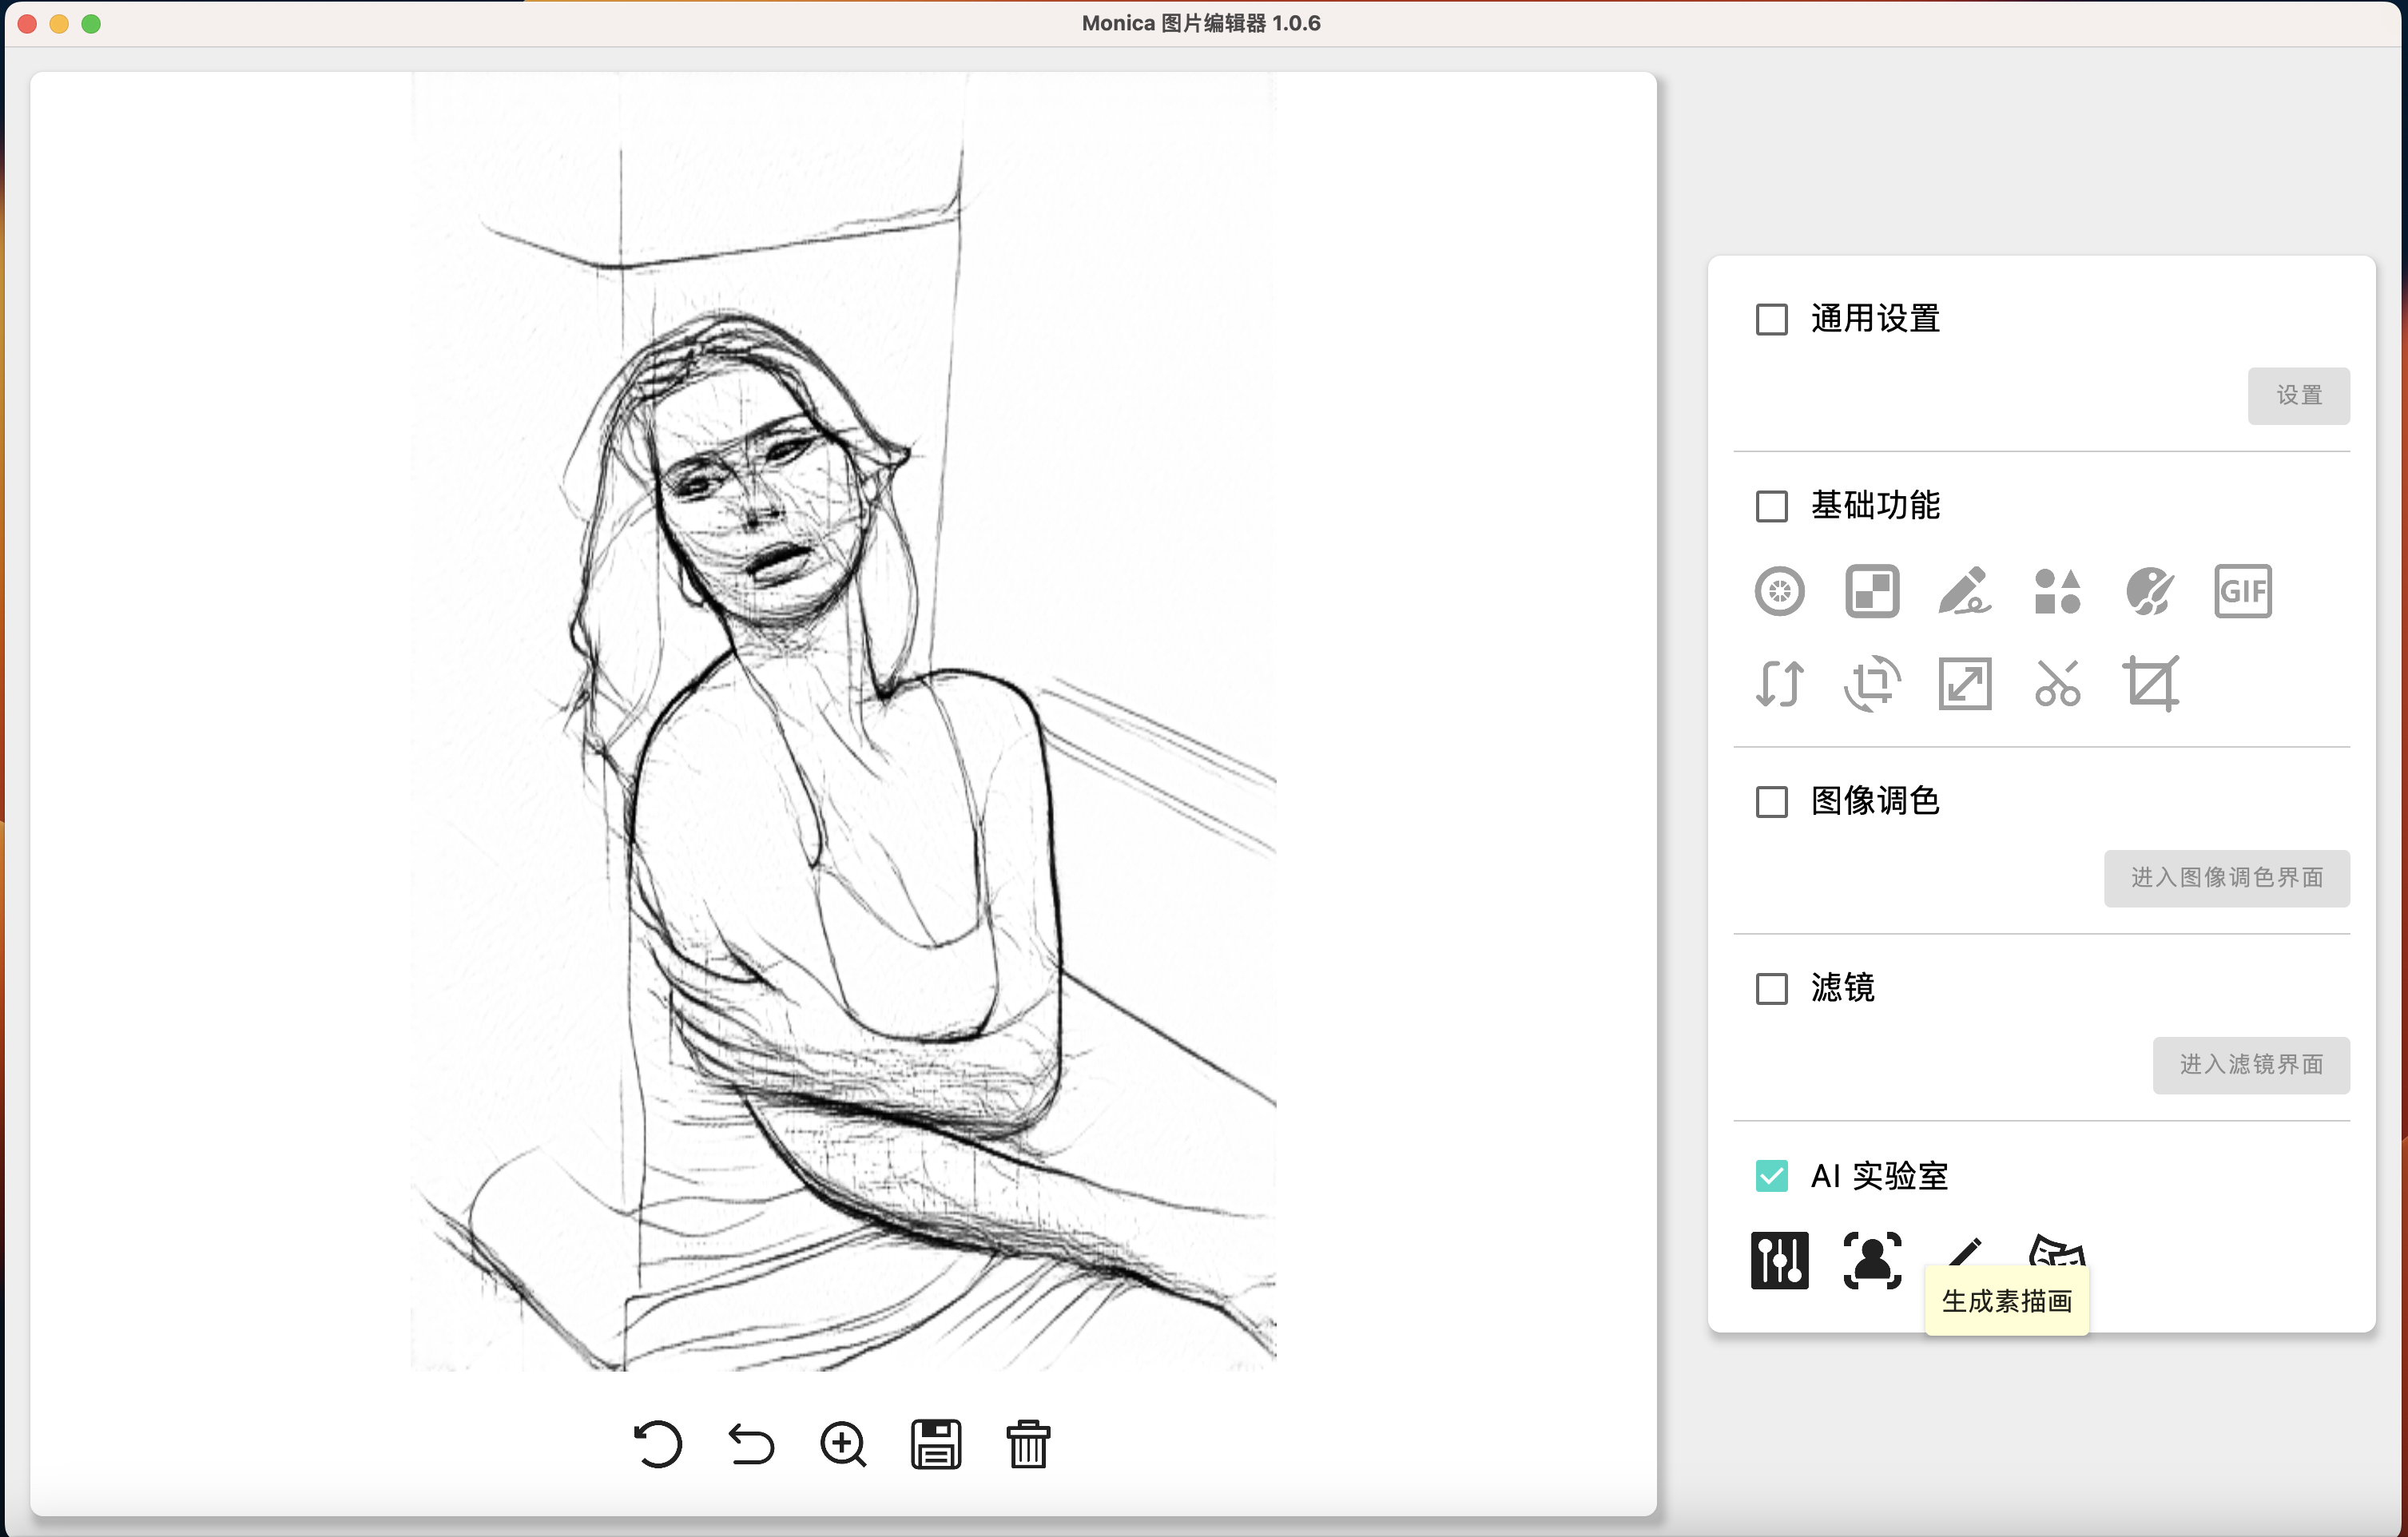 Monica 图片编辑器 1.0.6
通用设置
设置
基础功能
GIF
图像调色
进入图像调色界面
滤镜
进入滤镜界面
AI 实验室
生成素描画